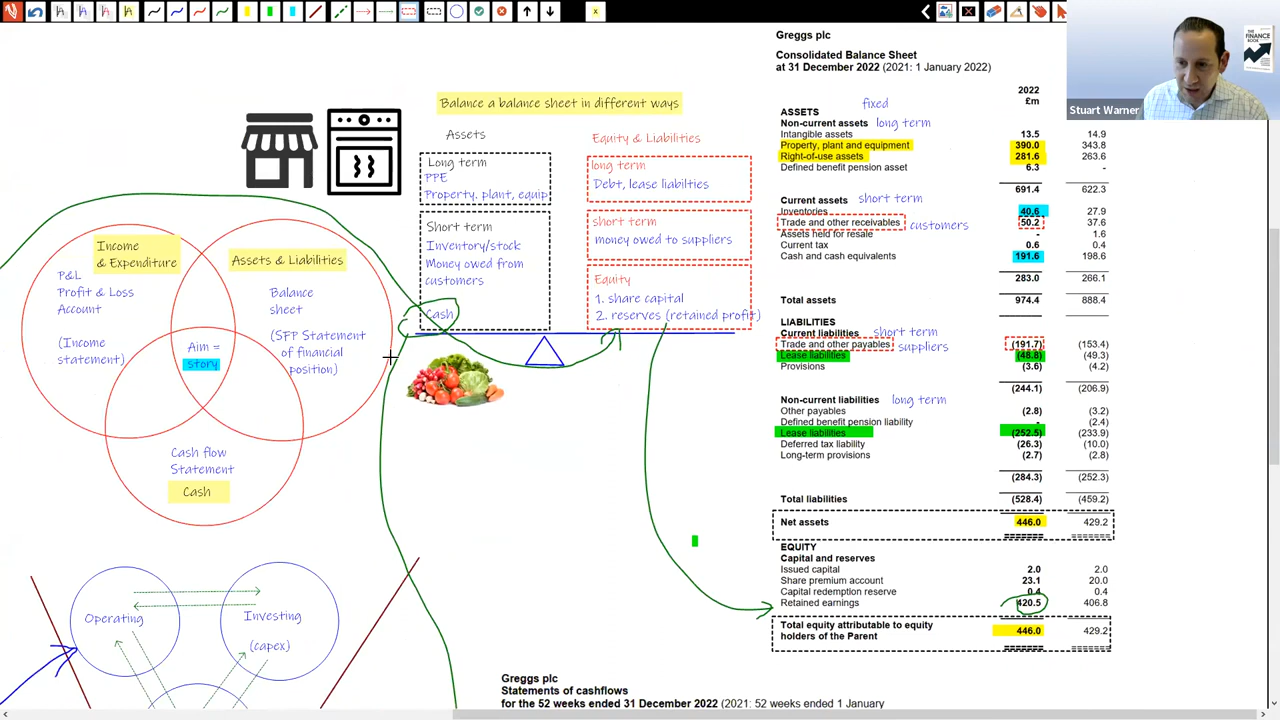 Balance a balance sheet in different ways
Assets
Long term
PPE
Property, plant, equip
Short term
Inventory/stock
Money owed from
customers
Cash
Equity & Liabilities
long term
Debt, lease liabilties
short term
money owed to suppliers
Equity
1. share capital
2. reserves (retained profit)
Income
& Expenditure
P&L
Profit & Loss
Account
(Income
statement)
Assets & Liabilities
Balance
sheet
(SFP Statement
of financial
position)
Aim =
story
Cash flow
Statement
Cash
Operating
Investing
(capex)
Greggs plc
Consolidated Balance Sheet
at 31 December 2022 (2021: 1 January 2022)
2022
£m
ASSETS fixed
Non-current assets long term
Intangible assets 13.5 14.9
Property, plant and equipment 390.0 343.8
Right-of-use assets 281.6 263.6
Defined benefit pension asset 6.3 -
691.4 622.3
Current assets short term
Inventories 40.6 27.9
Trade and other receivables customers 50.2 37.6
Assets held for resale - 1.6
Current tax 0.6 0.4
Cash and cash equivalents 191.6 198.6
283.0 266.1
Total assets 974.4 888.4
LIABILITIES
Current liabilities short term
Trade and other payables suppliers (191.7) (153.4)
Lease liabilities (48.8) (49.3)
Provisions (3.6) (4.2)
(244.1) (206.9)
Non-current liabilities long term
Other payables (2.8) (3.2)
Defined benefit pension liability - (2.4)
Lease liabilities (252.5) (233.9)
Deferred tax liability (26.3) (10.0)
Long-term provisions (2.7) (2.8)
(284.3) (252.3)
Total liabilities (528.4) (459.2)
Net assets 446.0 429.2
EQUITY
Capital and reserves
Issued capital 2.0 2.0
Share premium account 23.1 20.0
Capital redemption reserve 0.4 0.4
Retained earnings 420.5 406.8
Total equity attributable to equity
holders of the Parent 446.0 429.2
Greggs plc
Statements of cashflows
for the 52 weeks ended 31 December 2022 (2021: 52 weeks ended 1 January
Stuart Warner
THE
FINANCE
BOOK